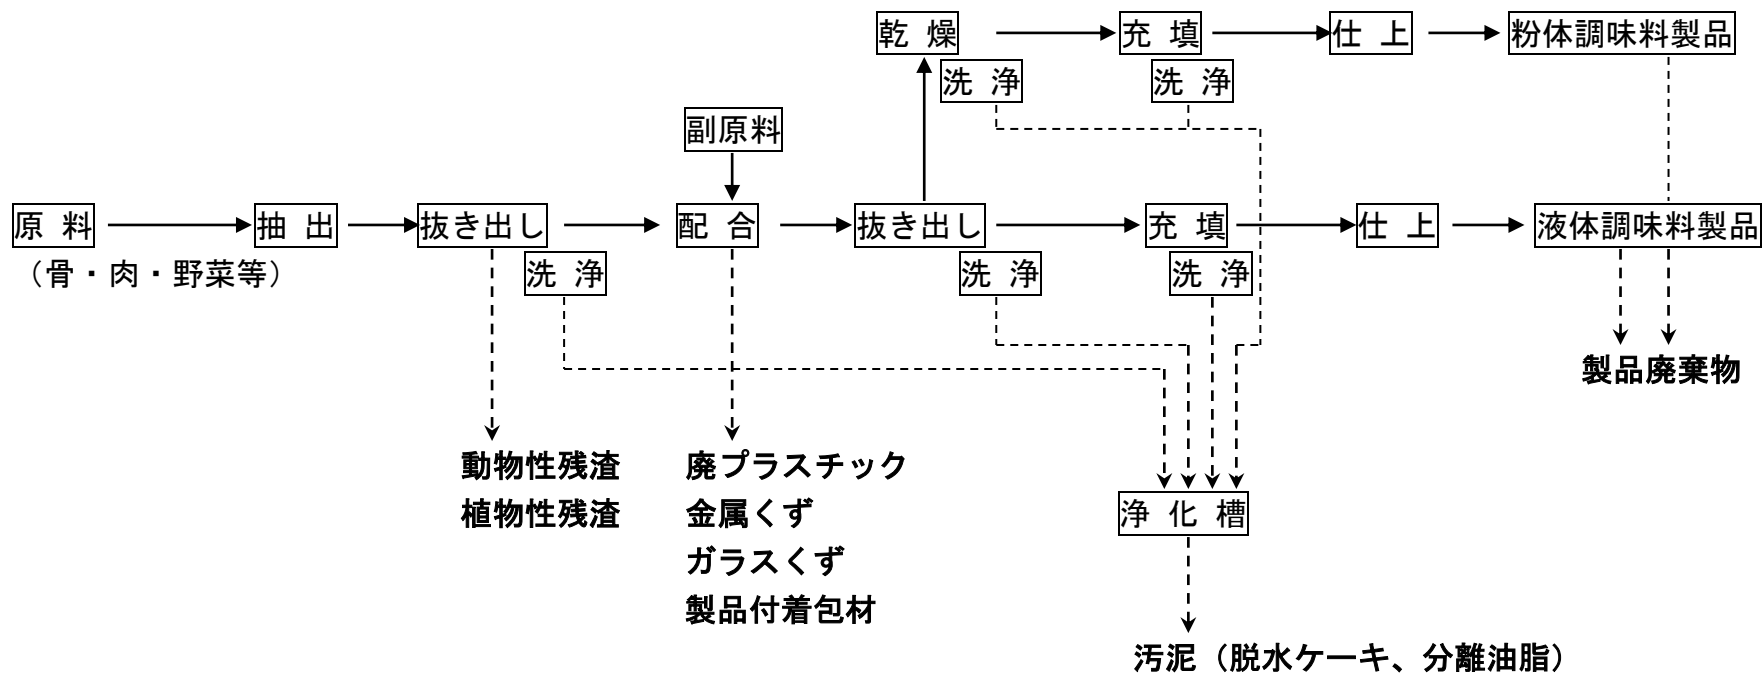 乾 燥
充 填
仕 上
粉体調味料製品
洗 浄
洗 浄
副原料
原 料
抽 出
抜き出し
配 合
抜き出し
充 填
仕 上
液体調味料製品
（骨・肉・野菜等）
洗 浄
洗 浄
洗 浄
製品廃棄物
動物性残渣
植物性残渣
廃プラスチック
金属くず
ガラスくず
製品付着包材
浄 化 槽
汚泥（脱水ケーキ、分離油脂）